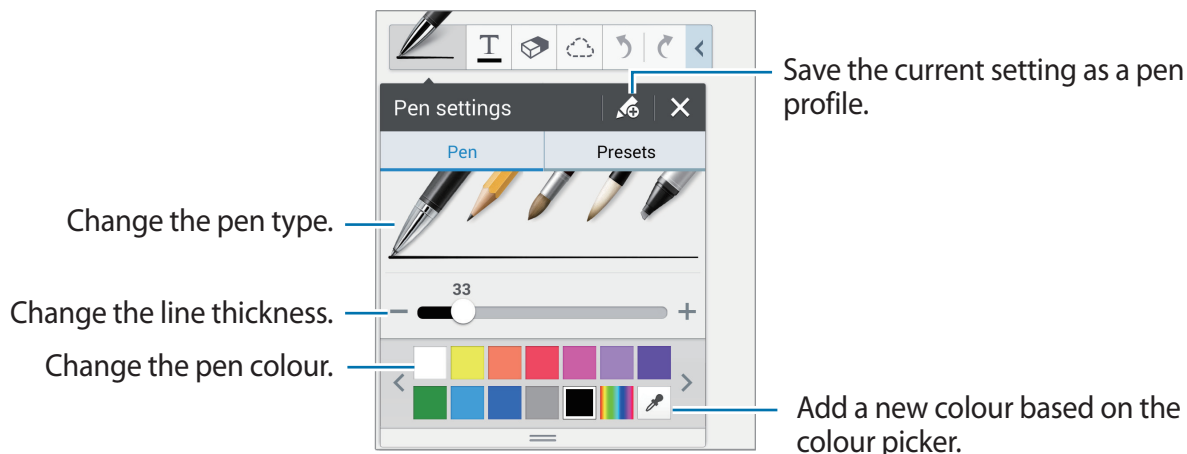 T
Save the current setting as a pen
profile.
Pen settings
Pen
Presets
Change the pen type.
33
Change the line thickness.
Change the pen colour.
Add a new colour based on the
colour picker.